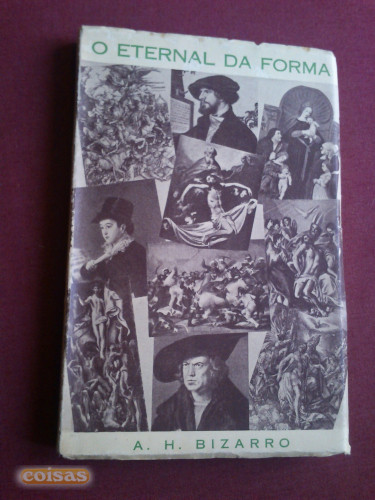 O ETERNAL DA FORMA
A. H. BIZARRO
coisas